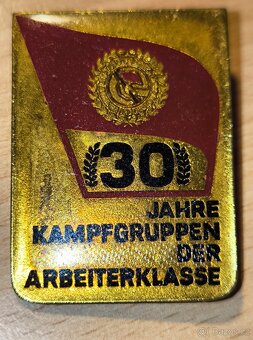 30
JAHRE
KAMPFGRUPPEN
DER
ARBEITERKLASSE